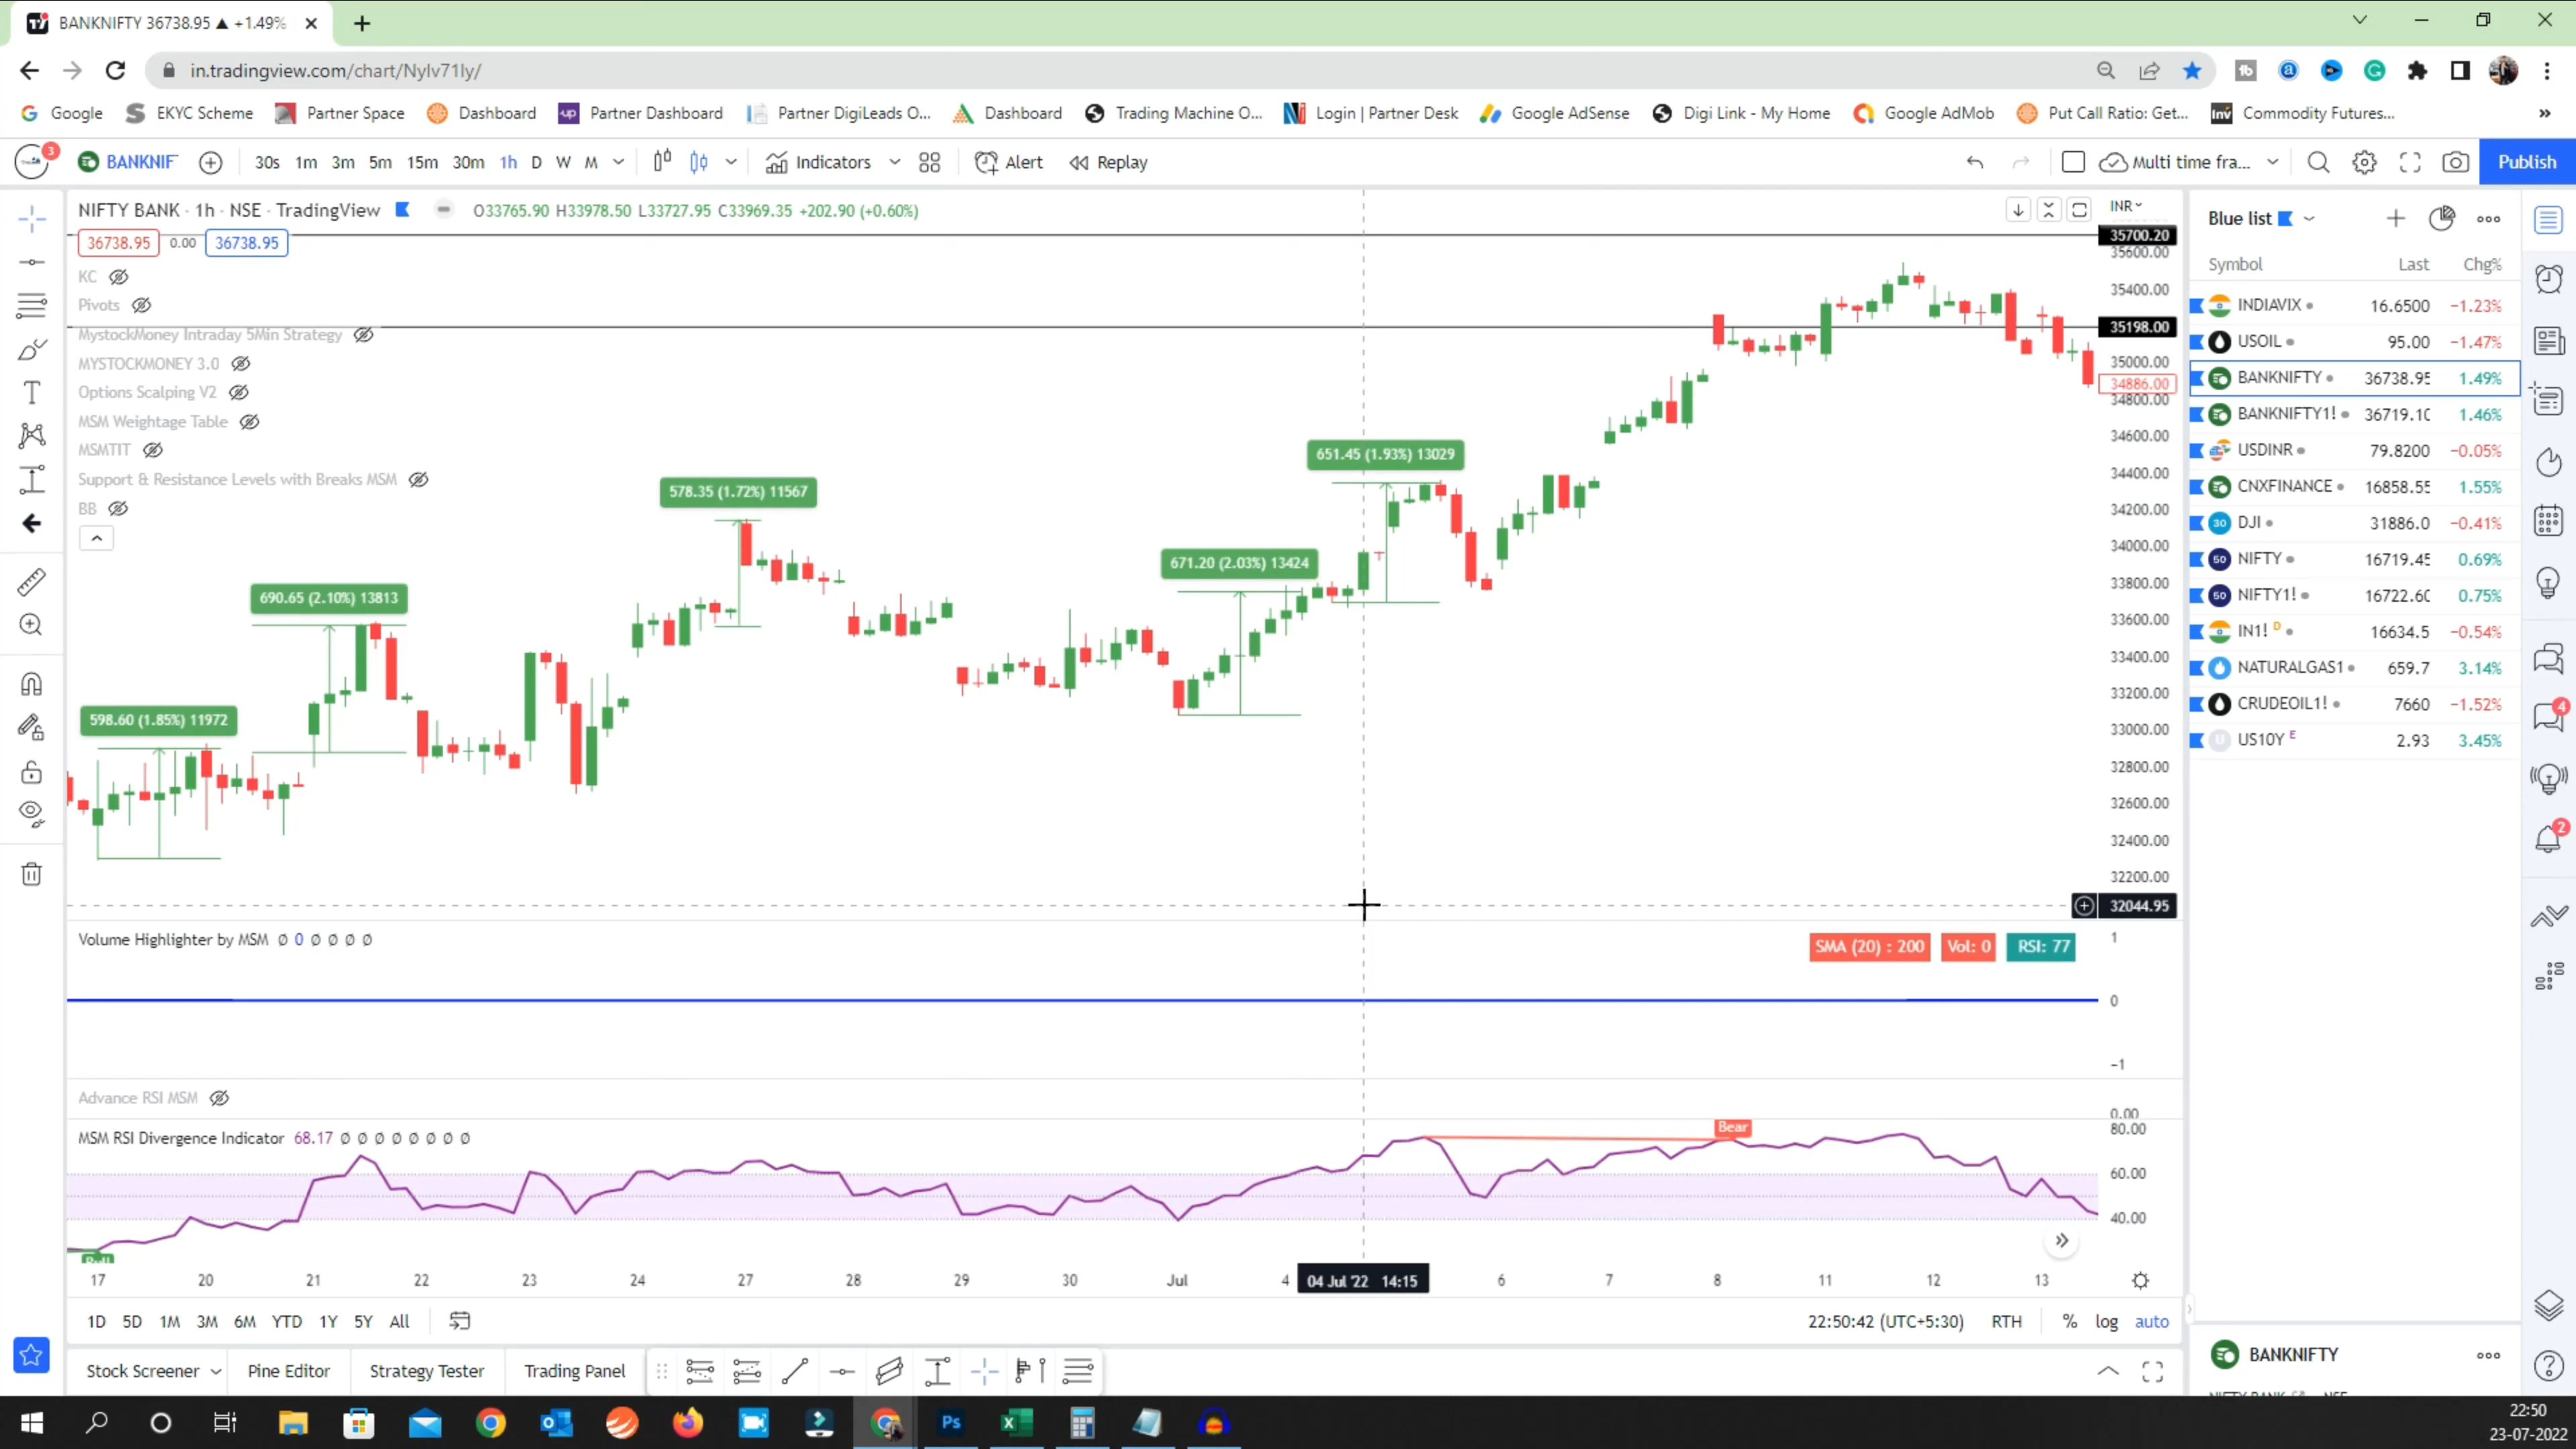 BANKNIFTY 36738.95 ▲ +1.49%
in.tradingview.com/chart/NyIv71Iy/
Google EKYC Scheme Partner Space Dashboard Partner Dashboard Partner DigiLeads O... Dashboard Trading Machine O... Login | Partner Desk Google AdSense Digi Link - My Home Google AdMob Put Call Ratio: Get... Commodity Futures... »
3 BANKNIF 30s 1m 3m 5m 15m 30m 1h D W M Indicators Alert Replay Multi time fra... Publish
NIFTY BANK · 1h · NSE · TradingView O33765.90 H33978.50 L33727.95 C33969.35 +202.90 (+0.60%)
36738.95 0.00 36738.95
KC
Pivots
MystockMoney Intraday 5Min Strategy
MYSTOCKMONEY 3.0
Options Scalping V2
MSM Weightage Table
MSMTIT
Support & Resistance Levels with Breaks MSM
BB
598.60 (1.85%) 11972
690.65 (2.10%) 13813
578.35 (1.72%) 11567
671.20 (2.03%) 13424
651.45 (1.93%) 13029
INR
35700.20
35600.00
35400.00
35198.00
35000.00
34886.00
34800.00
34600.00
34400.00
34200.00
34000.00
33800.00
33600.00
33400.00
33200.00
33000.00
32800.00
32600.00
32400.00
32200.00
32044.95
Volume Highlighter by MSM ∅ 0 ∅ ∅ ∅ ∅
SMA (20) : 200 Vol: 0 RSI: 77
1
0
−1
Advance RSI MSM
0.00
MSM RSI Divergence Indicator 68.17 ∅ ∅ ∅ ∅ ∅ ∅ ∅ ∅
Bear
80.00
60.00
40.00
Bull
17 20 21 22 23 24 27 28 29 30 Jul 4 04 Jul '22 14:15 6 7 8 11 12 13
1D 5D 1M 3M 6M YTD 1Y 5Y All 22:50:42 (UTC+5:30) RTH % log auto
Stock Screener Pine Editor Strategy Tester Trading Panel
Blue list
Symbol Last Chg%
INDIAVIX 16.6500 −1.23%
USOIL 95.00 −1.47%
BANKNIFTY 36738.95 1.49%
BANKNIFTY1! 36719.10 1.46%
USDINR 79.8200 −0.05%
CNXFINANCE 16858.55 1.55%
30 DJI 31886.0 −0.41%
50 NIFTY 16719.45 0.69%
50 NIFTY1! 16722.60 0.75%
IN1! D 16634.5 −0.54%
NATURALGAS1 659.7 3.14%
CRUDEOIL1! 7660 −1.52%
U US10Y E 2.93 3.45%
4
2
BANKNIFTY
22:50
23-07-2022